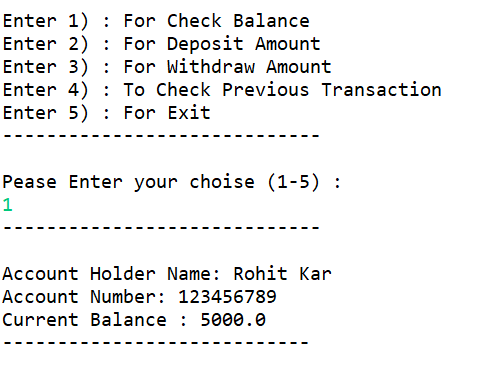 Enter 1) : For Check Balance
Enter 2) : For Deposit Amount
Enter 3) : For Withdraw Amount
Enter 4) : To Check Previous Transaction
Enter 5) : For Exit
-----------------------------
Pease Enter your choise (1-5) :
1
-----------------------------
Account Holder Name: Rohit Kar
Account Number: 123456789
Current Balance : 5000.0
----------------------------